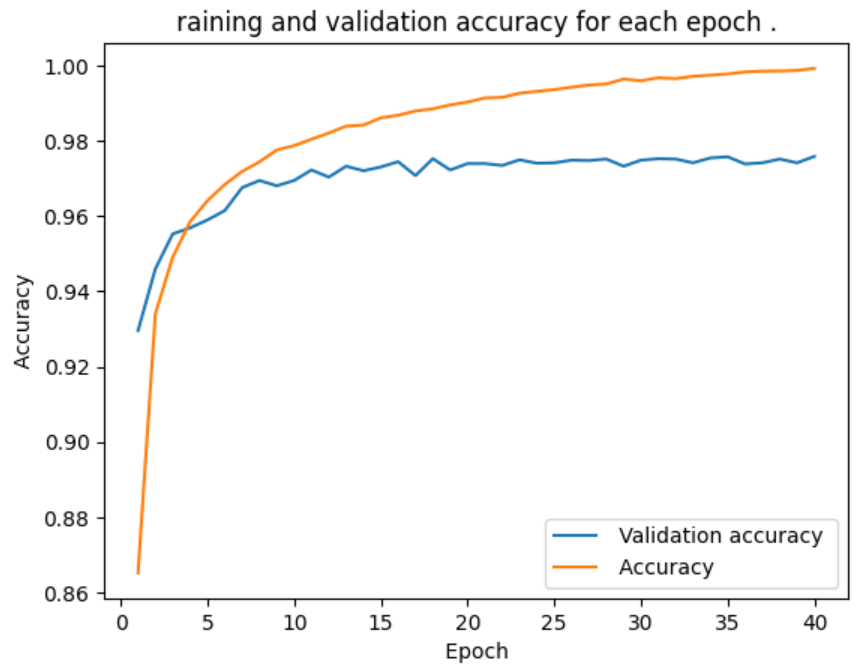 raining and validation accuracy for each epoch .
1.00
0.98
0.96
0.94
0.92
0.90
0.88
0.86
Accuracy
Validation accuracy
Accuracy
0 5 10 15 20 25 30 35 40
Epoch